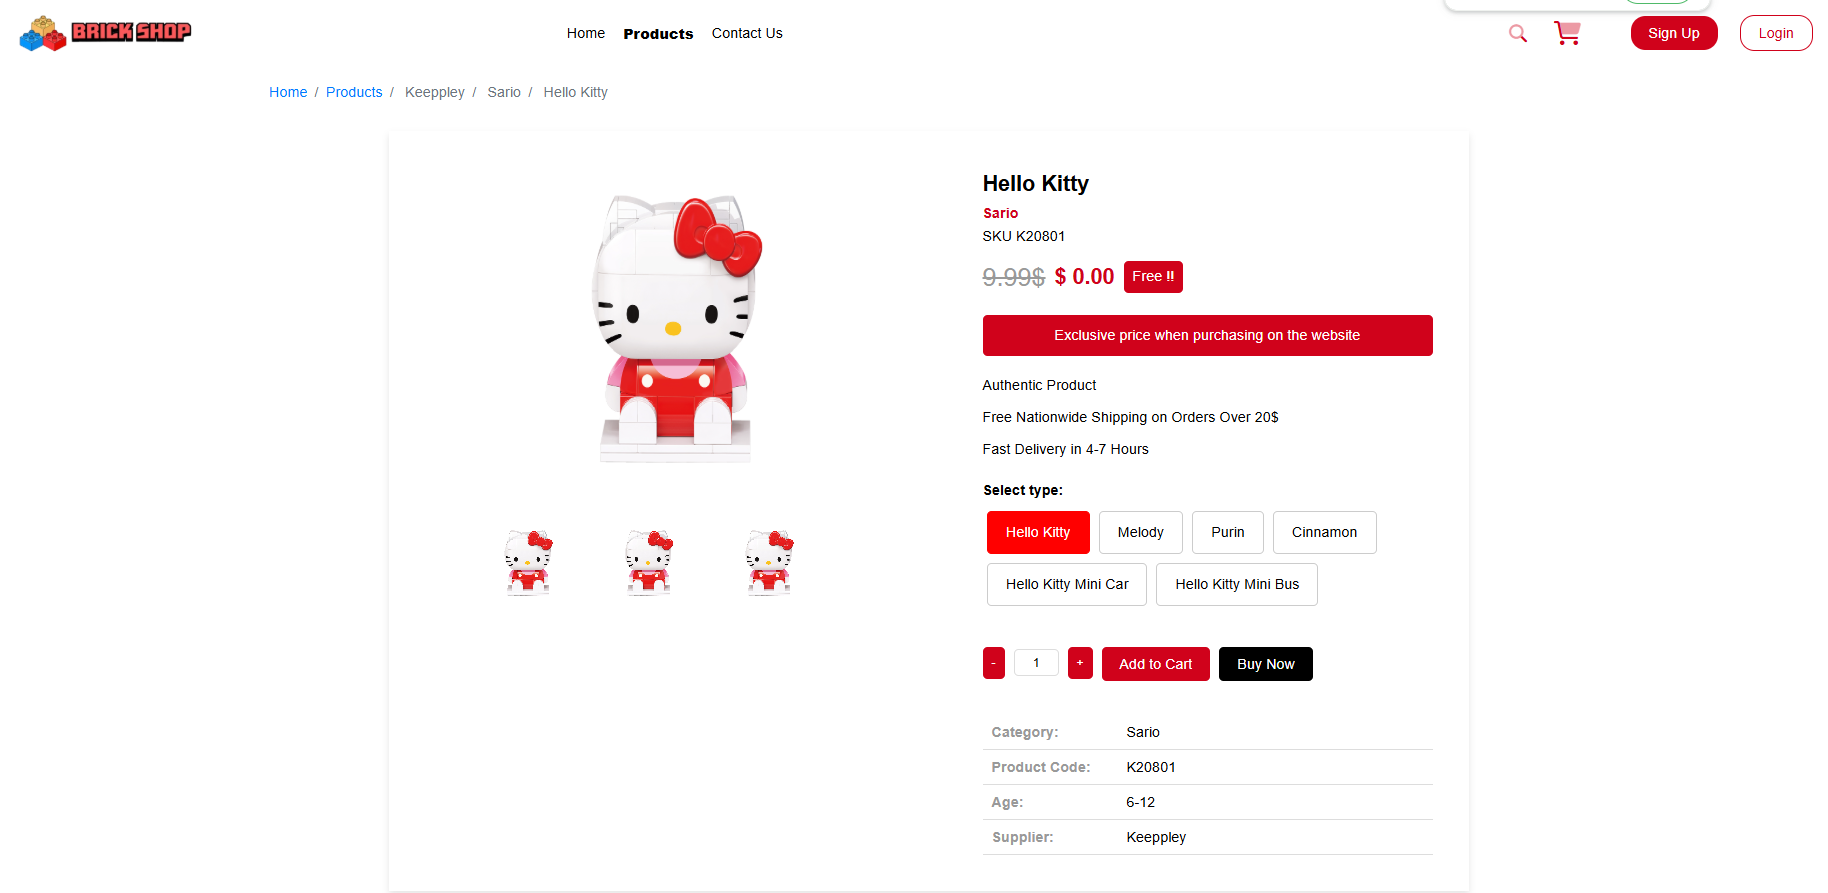 BRICK SHOP
Home Products Contact Us
Sign Up Login
Home / Products / Keeppley / Sario / Hello Kitty
Hello Kitty
Sario
SKU K20801
9.99$ $ 0.00 Free !!
Exclusive price when purchasing on the website
Authentic Product
Free Nationwide Shipping on Orders Over 20$
Fast Delivery in 4-7 Hours
Select type:
Hello Kitty Melody Purin Cinnamon
Hello Kitty Mini Car Hello Kitty Mini Bus
- 1 + Add to Cart Buy Now
Category: Sario
Product Code: K20801
Age: 6-12
Supplier: Keeppley